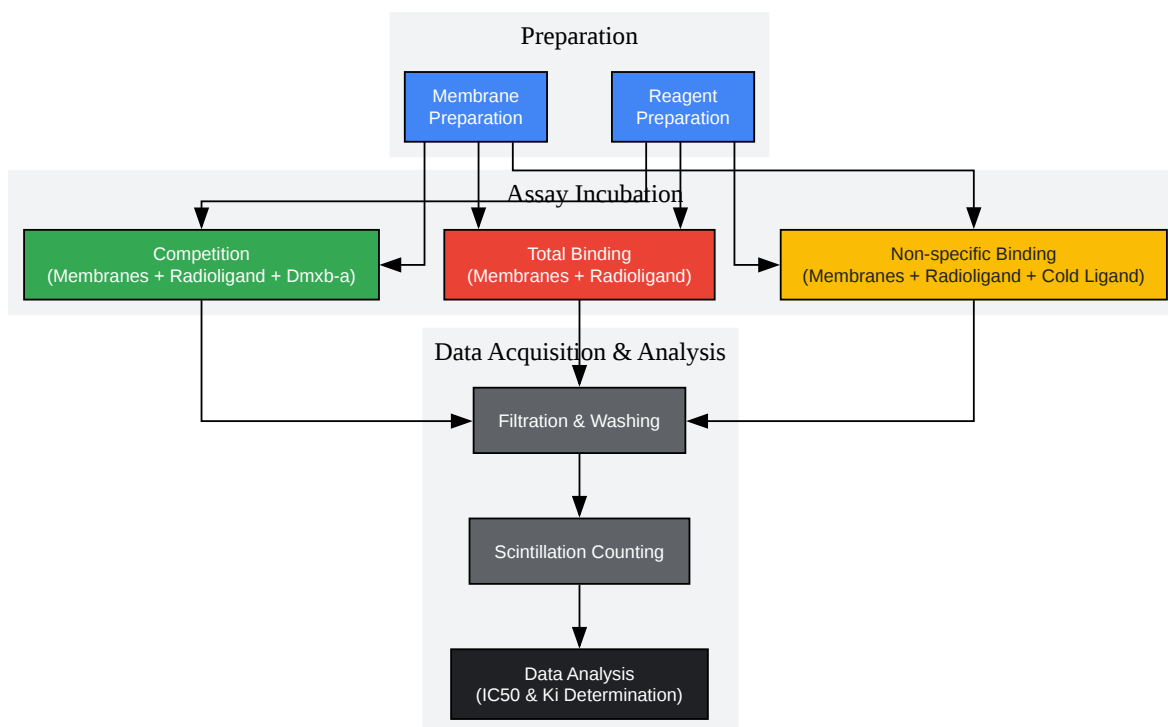 Preparation
Membrane
Preparation
Reagent
Preparation
Assay Incubation
Competition
(Membranes + Radioligand + Dmxb-a)
Total Binding
(Membranes + Radioligand)
Non-specific Binding
(Membranes + Radioligand + Cold Ligand)
Data Acquisition & Analysis
Filtration & Washing
Scintillation Counting
Data Analysis
(IC50 & Ki Determination)